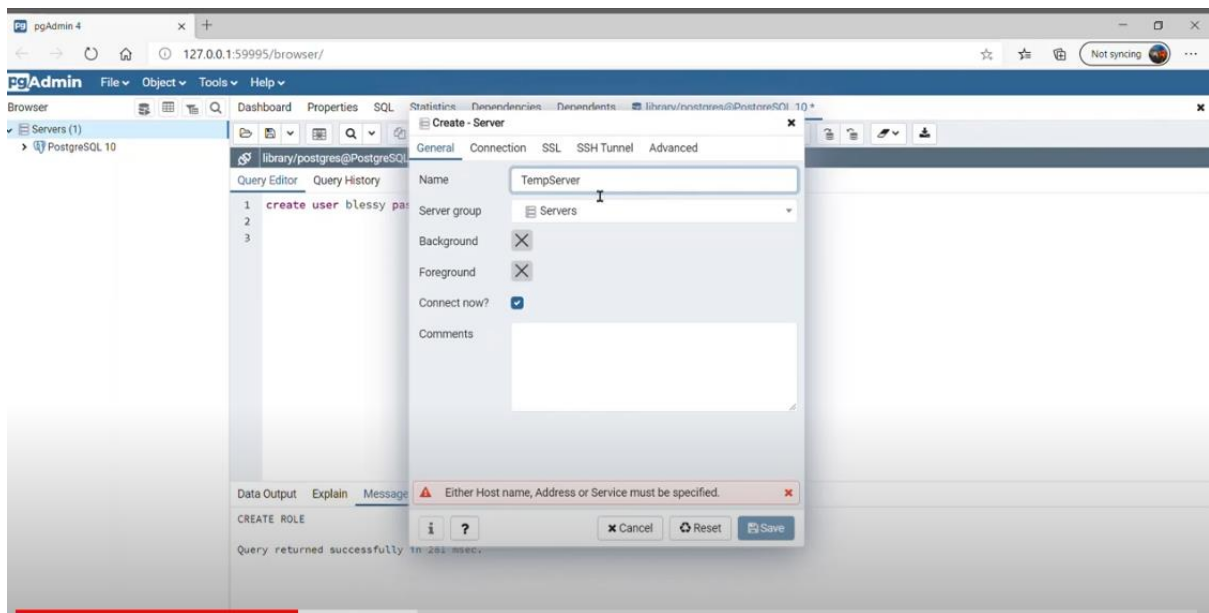 pgAdmin 4
127.0.0.1:59995/browser/
Not syncing
pgAdmin File Object Tools Help
Browser
Dashboard Properties SQL Statistics Dependencies Dependents library/postgres@PostgreSQL 10 *
Servers (1)
PostgreSQL 10
library/postgres@PostgreSQL
Query Editor Query History
1 create user blessy pas
2
3
Create - Server
General Connection SSL SSH Tunnel Advanced
Name TempServer
Server group Servers
Background
Foreground
Connect now?
Comments
Either Host name, Address or Service must be specified.
i ? Cancel Reset Save
Data Output Explain Message
CREATE ROLE
Query returned successfully in 281 msec.